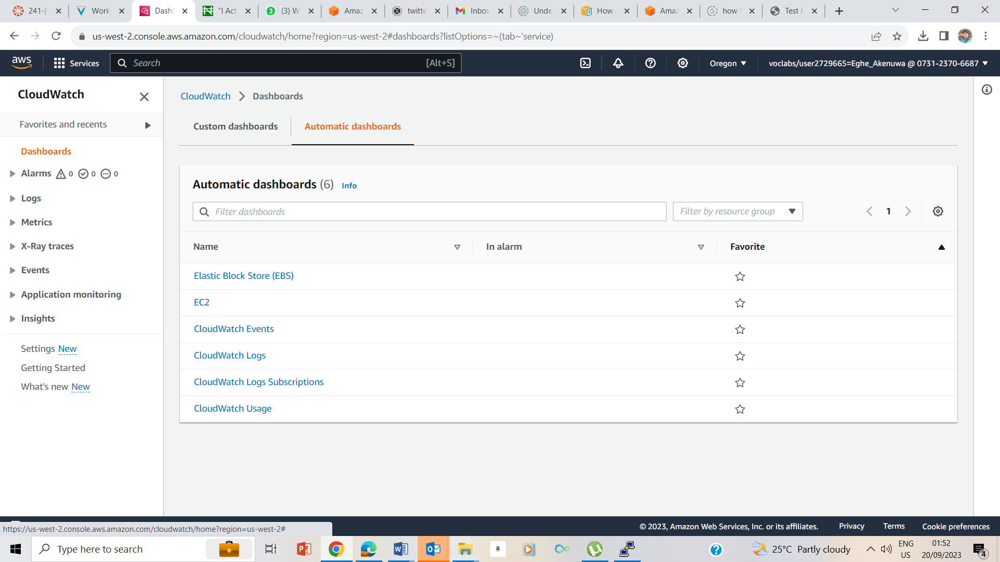 241-[
Work
Dash
"I Act
(3) W
Amaz
twitte
Inbox
Unde
How
Amaz
how
Test
us-west-2.console.aws.amazon.com/cloudwatch/home?region=us-west-2#dashboards?listOptions=~(tab~'service)
aws
Services
Search
[Alt+S]
Oregon
voclabs/user2729665=Eghe_Akenuwa @ 0731-2370-6687
CloudWatch
Favorites and recents
Dashboards
Alarms 0 0 0
Logs
Metrics
X-Ray traces
Events
Application monitoring
Insights
Settings New
Getting Started
What's new New
CloudWatch
Dashboards
Custom dashboards
Automatic dashboards
Automatic dashboards (6) Info
Filter dashboards
Filter by resource group
1
Name
In alarm
Favorite
Elastic Block Store (EBS)
EC2
CloudWatch Events
CloudWatch Logs
CloudWatch Logs Subscriptions
CloudWatch Usage
© 2023, Amazon Web Services, Inc. or its affiliates.
Privacy
Terms
Cookie preferences
https://us-west-2.console.aws.amazon.com/cloudwatch/home?region=us-west-2#
Type here to search
a
25°C Partly cloudy
ENG
US
01:52
20/09/2023
4